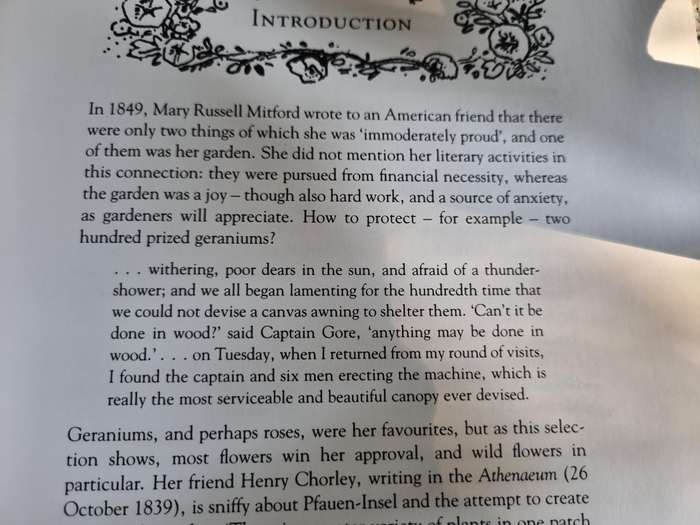 INTRODUCTION
In 1849, Mary Russell Mitford wrote to an American friend that there
were only two things of which she was ‘immoderately proud’, and one
of them was her garden. She did not mention her literary activities in
this connection: they were pursued from financial necessity, whereas
the garden was a joy – though also hard work, and a source of anxiety,
as gardeners will appreciate. How to protect – for example – two
hundred prized geraniums?
. . . withering, poor dears in the sun, and afraid of a thunder-
shower; and we all began lamenting for the hundredth time that
we could not devise a canvas awning to shelter them. ‘Can’t it be
done in wood?’ said Captain Gore, ‘anything may be done in
wood.’ . . . on Tuesday, when I returned from my round of visits,
I found the captain and six men erecting the machine, which is
really the most serviceable and beautiful canopy ever devised.
Geraniums, and perhaps roses, were her favourites, but as this selec-
tion shows, most flowers win her approval, and wild flowers in
particular. Her friend Henry Chorley, writing in the Athenaeum (26
October 1839), is sniffy about Pfauen-Insel and the attempt to create
of plants in one patch